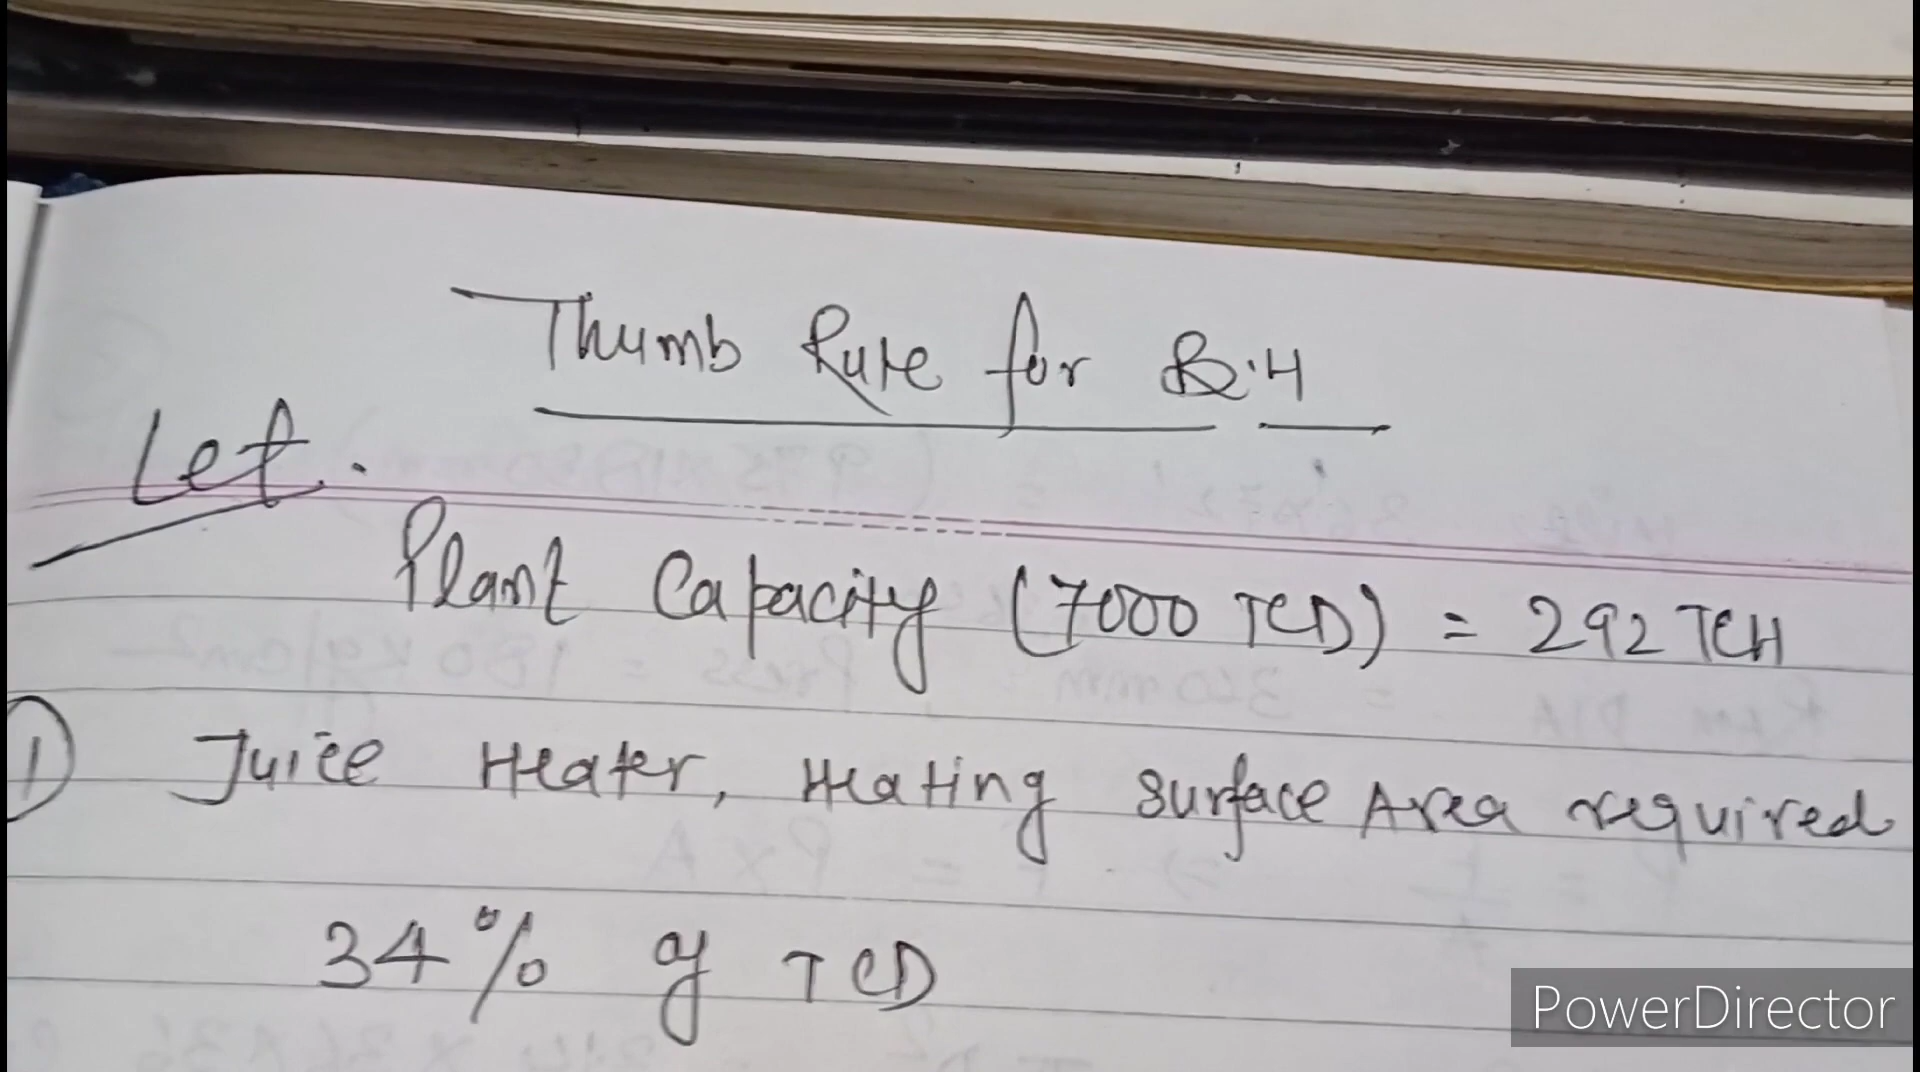 Thumb Rule for B.H
Let.
Plant Capacity (7000 TCD) = 292 TCH
1) Juice Heater, Heating Surface Area required
34% of TCD
PowerDirector